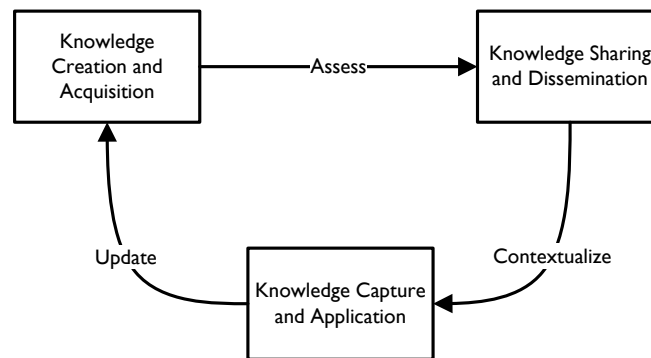 Knowledge
Creation and
Acquisition
Assess
Knowledge Sharing
and Dissemination
Update
Contextualize
Knowledge Capture
and Application